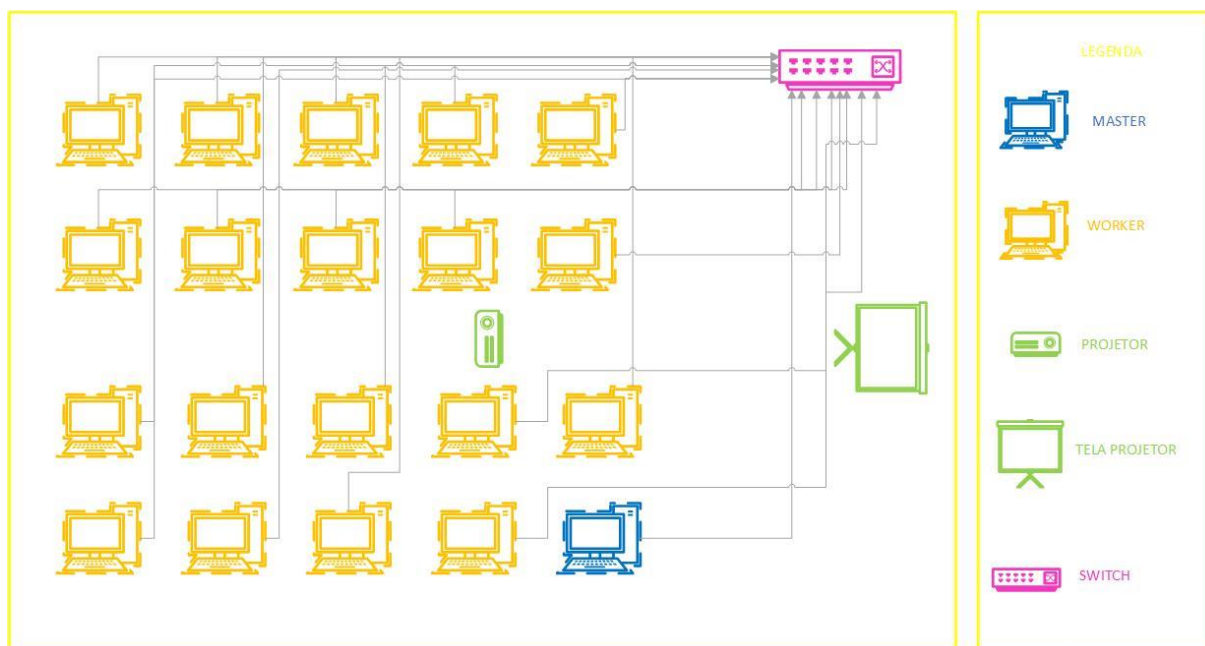 LEGENDA
MASTER
WORKER
PROJETOR
TELA PROJETOR
SWITCH